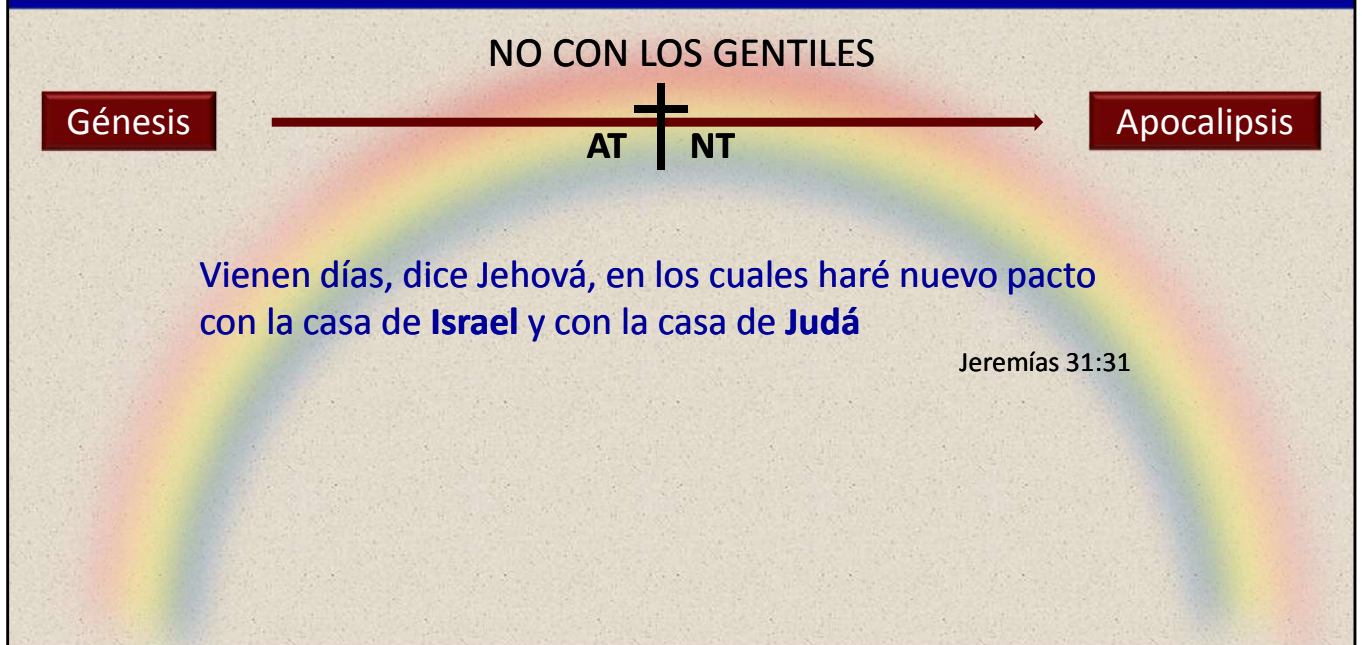 NO CON LOS GENTILES
Génesis
Apocalipsis
AT NT
Vienen días, dice Jehová, en los cuales haré nuevo pacto
con la casa de Israel y con la casa de Judá
Jeremías 31:31